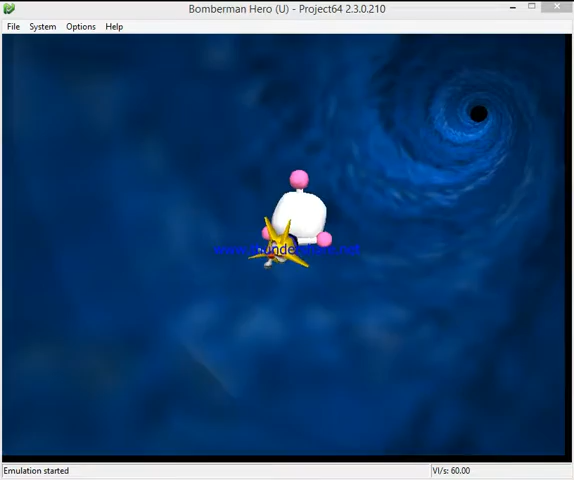 Bomberman Hero (U) - Project64 2.3.0.210
File System Options Help
Emulation started
VI/s: 60.00